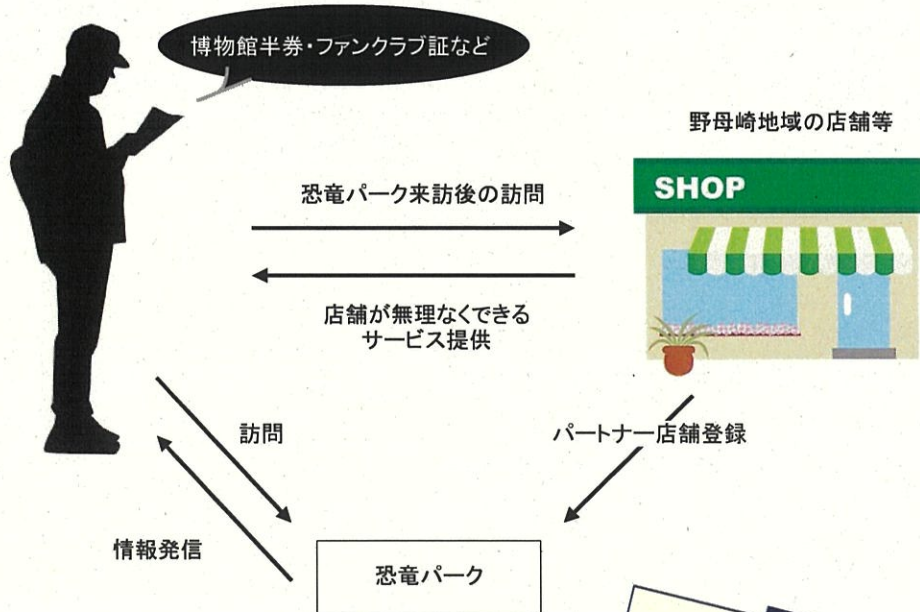 博物館半券・ファンクラブ証など
野母崎地域の店舗等
SHOP
恐竜パーク来訪後の訪問
店舗が無理なくできる
サービス提供
訪問
パートナー店舗登録
情報発信
恐竜パーク